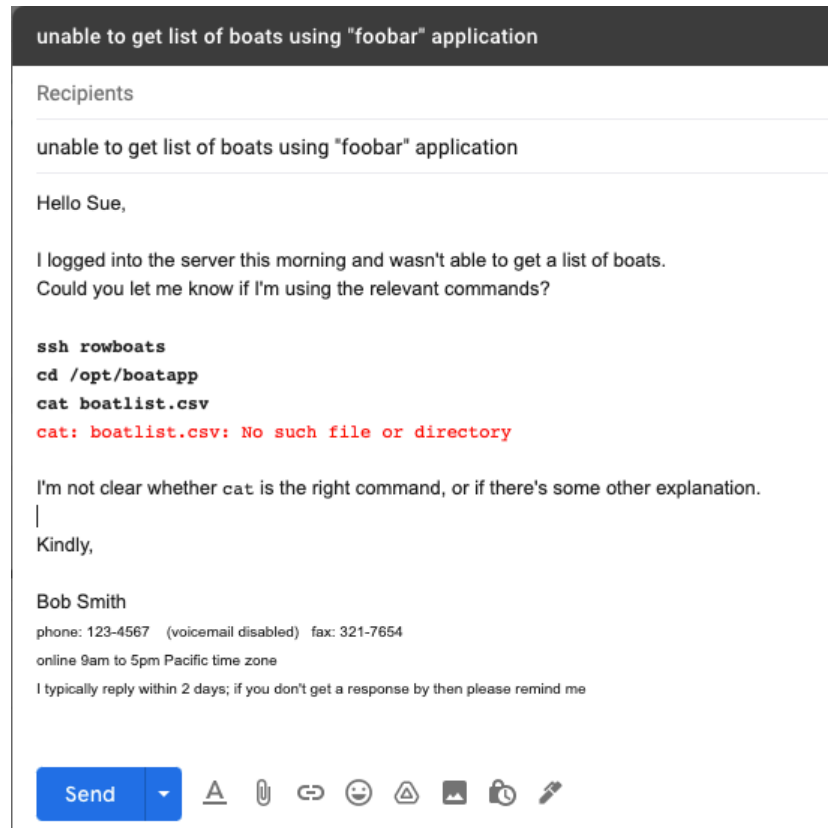 unable to get list of boats using "foobar" application
Recipients
unable to get list of boats using "foobar" application
Hello Sue,
I logged into the server this morning and wasn't able to get a list of boats.
Could you let me know if I'm using the relevant commands?
ssh rowboats
cd /opt/boatapp
cat boatlist.csv
cat: boatlist.csv: No such file or directory
I'm not clear whether cat is the right command, or if there's some other explanation.
Kindly,
Bob Smith
phone: 123-4567 (voicemail disabled) fax: 321-7654
online 9am to 5pm Pacific time zone
I typically reply within 2 days; if you don't get a response by then please remind me
Send